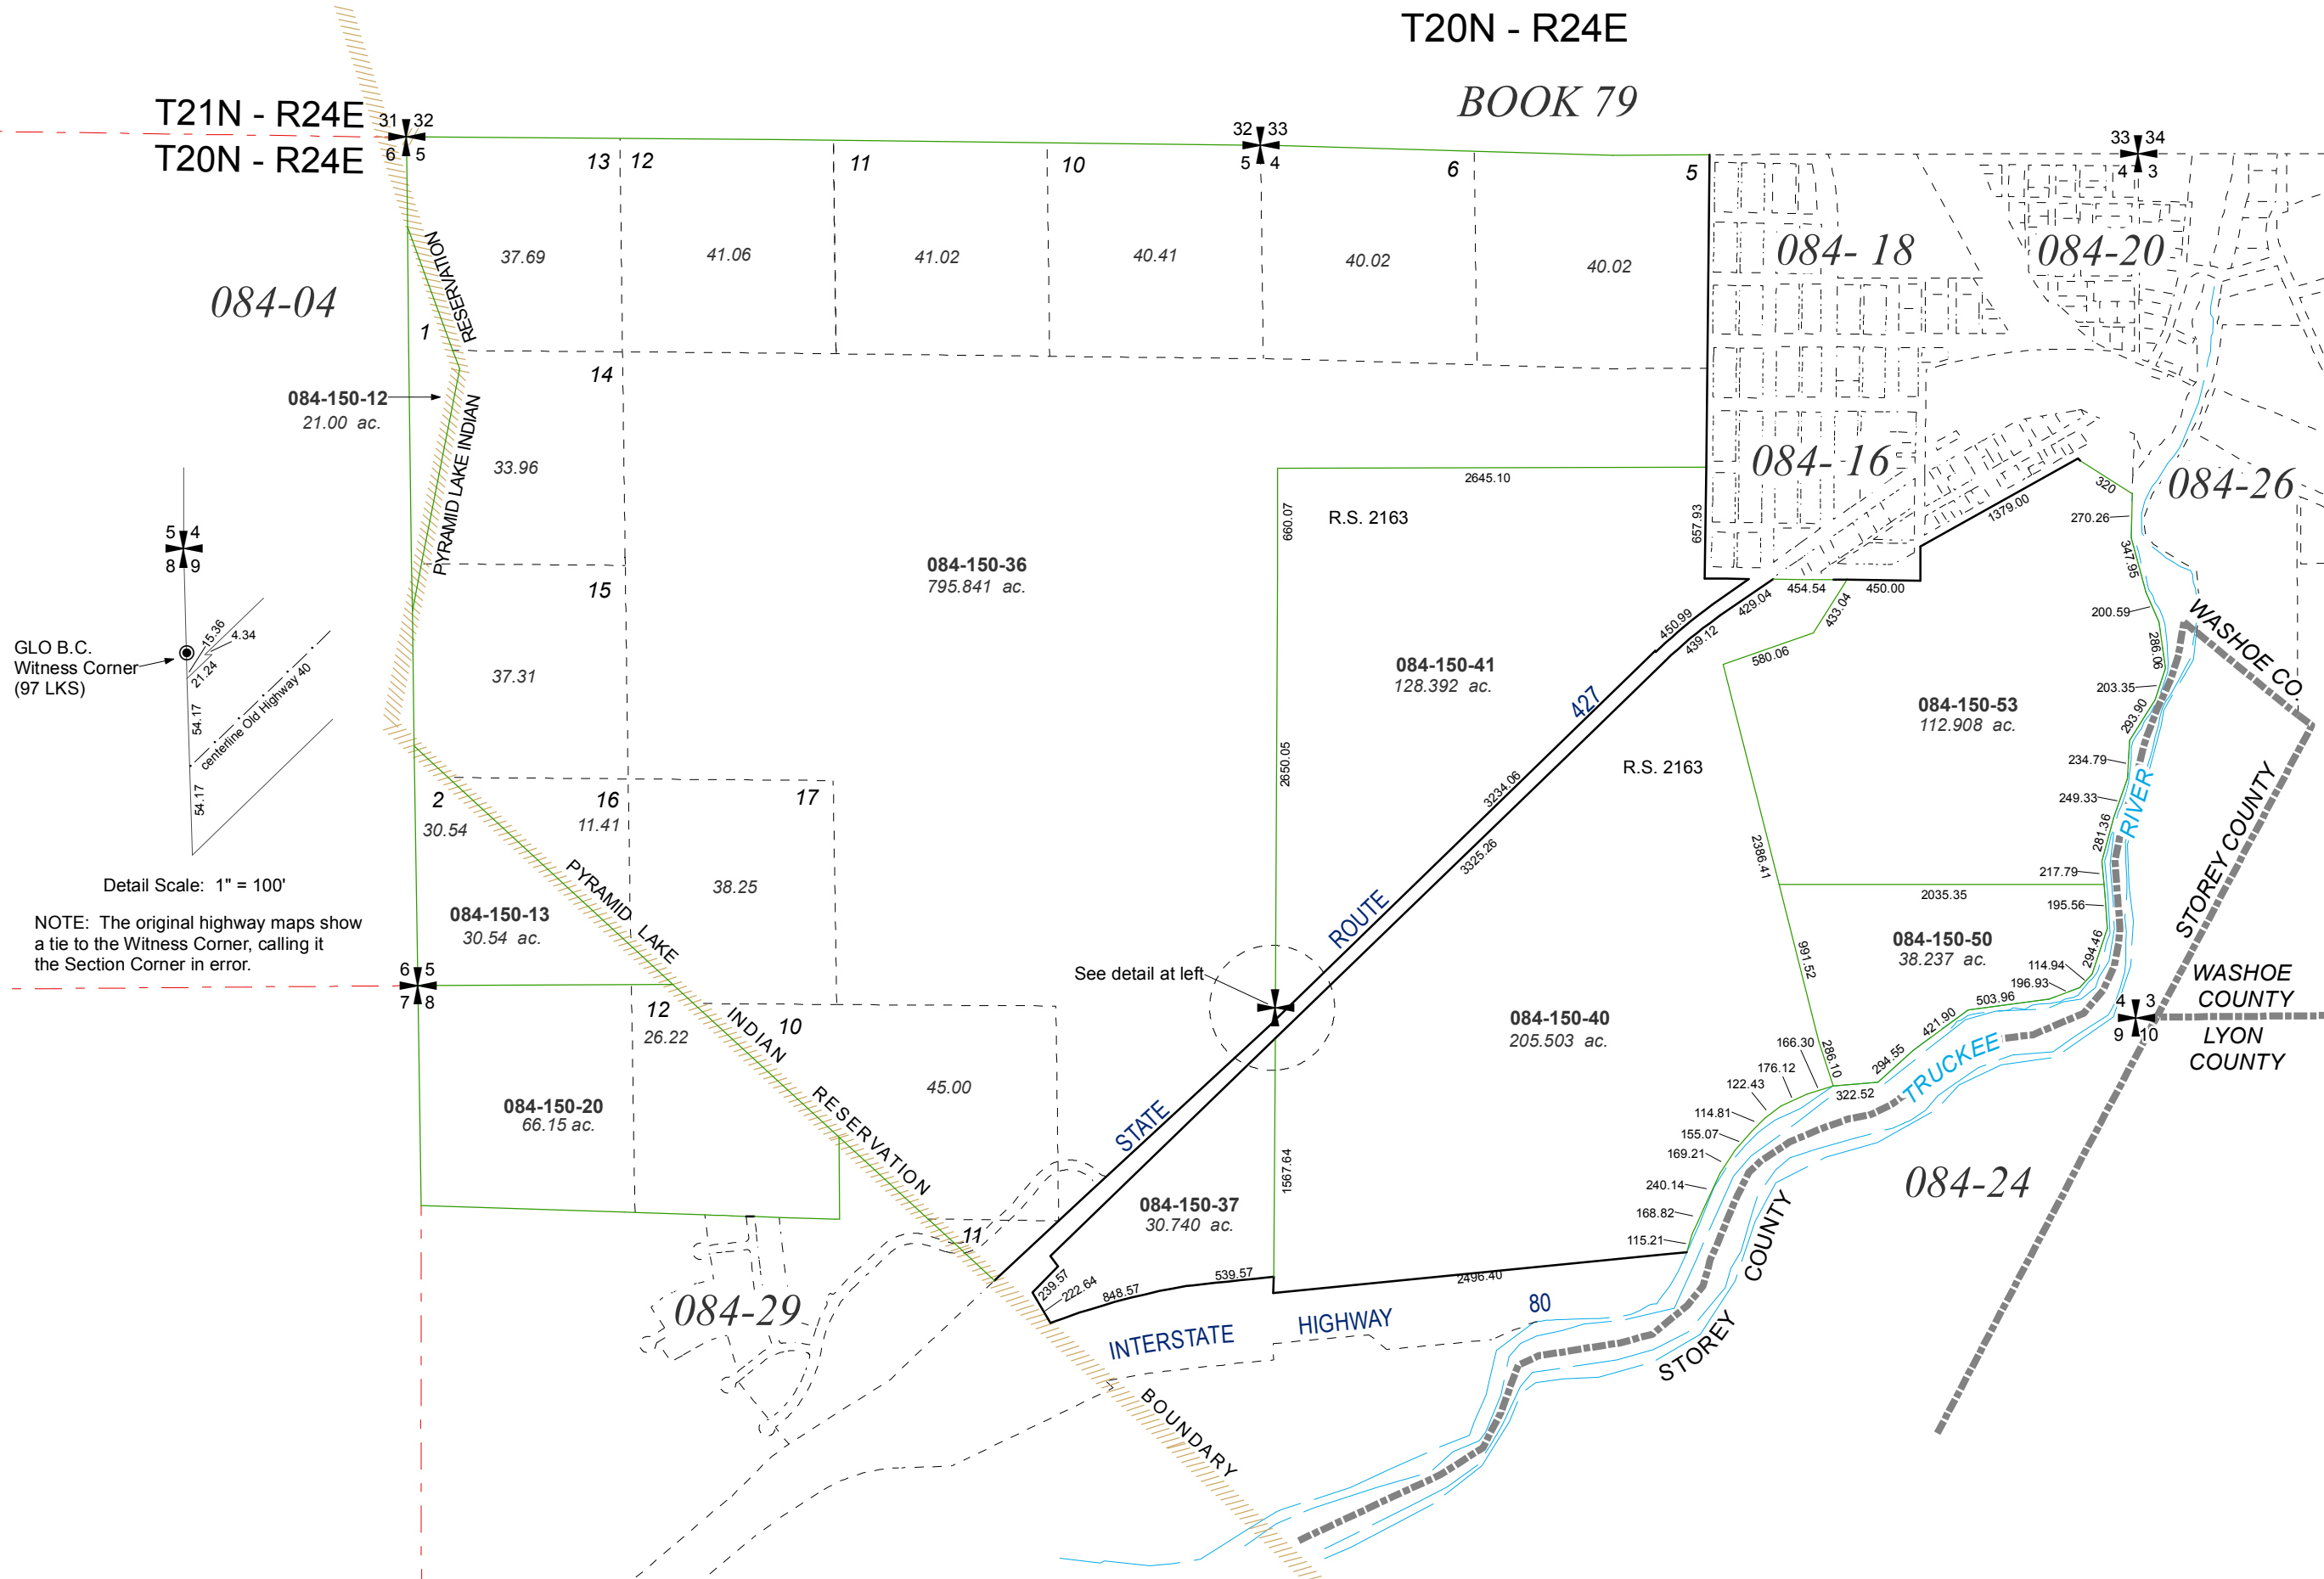 T20N - R24E
BOOK 79
T21N - R24E
T20N - R24E
31 32
6 5
32 33
5 4
33 34
4 3
13
12
11
10
6
5
37.69
41.06
41.02
40.41
40.02
40.02
084-04
084- 18
084-20
RESERVATION
1
14
084-150-12
21.00 ac.
PYRAMID LAKE INDIAN
33.96
084- 16
084-26
2645.10
660.07
R.S. 2163
657.93
1379.00
320
270.26
347.95
200.59
286.06
203.35
293.90
234.79
249.33
281.36
217.79
195.56
294.46
114.94
196.93
503.96
421.90
294.55
322.52
5 4
8 9
GLO B.C.
Witness Corner
(97 LKS)
15.36
4.34
21.24
54.17
centerline Old Highway 40
54.17
Detail Scale: 1" = 100'
NOTE: The original highway maps show
a tie to the Witness Corner, calling it
the Section Corner in error.
15
37.31
084-150-36
795.841 ac.
450.99
429.04
439.12
454.54
450.00
433.04
580.06
084-150-41
128.392 ac.
427
084-150-53
112.908 ac.
WASHOE CO.
R.S. 2163
2650.05
3234.06
3325.26
2386.41
RIVER
STOREY COUNTY
2
30.54
16
11.41
17
38.25
PYRAMID
LAKE
084-150-13
30.54 ac.
ROUTE
2035.35
084-150-50
38.237 ac.
991.52
6 5
7 8
See detail at left
WASHOE
COUNTY
LYON
COUNTY
4 3
9 10
12
26.22
INDIAN
10
45.00
084-150-40
205.503 ac.
TRUCKEE
286.10
166.30
176.12
122.43
114.81
155.07
169.21
240.14
168.82
115.21
084-150-20
66.15 ac.
RESERVATION
STATE
1567.64
084-150-37
30.740 ac.
084-24
11
239.57
222.64
848.57
539.57
2496.40
084-29
INTERSTATE
HIGHWAY
80
STOREY
COUNTY
BOUNDARY